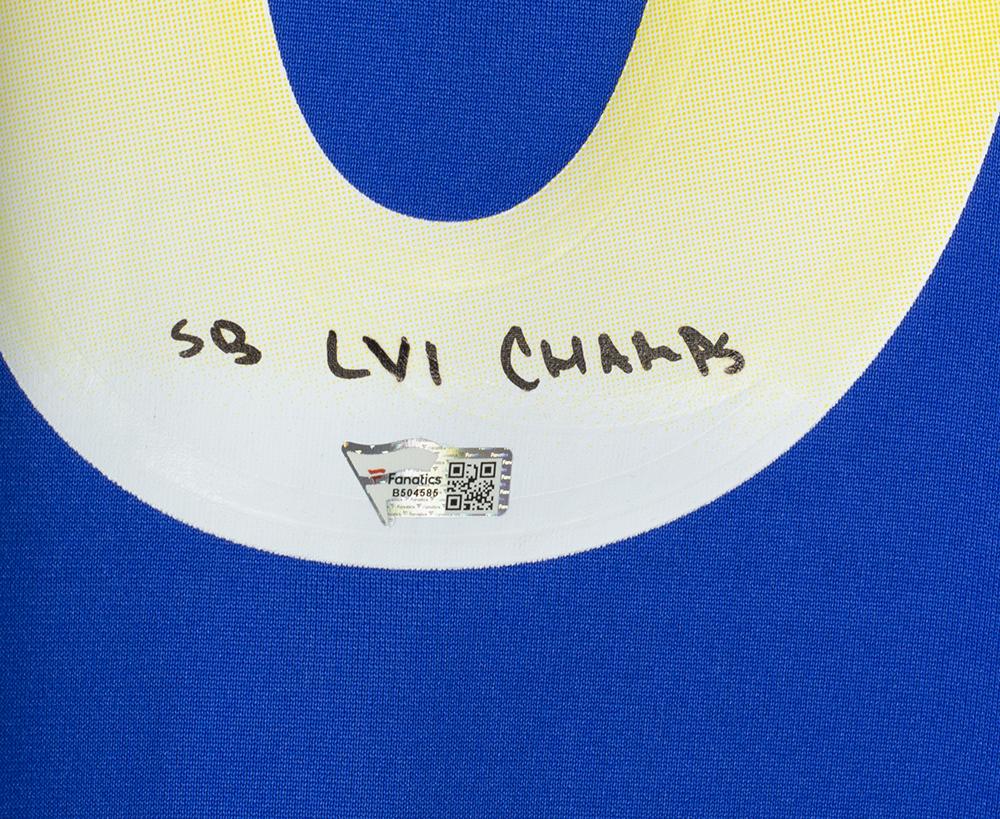 SB LVI CHAMPS
Fanatics
B504585